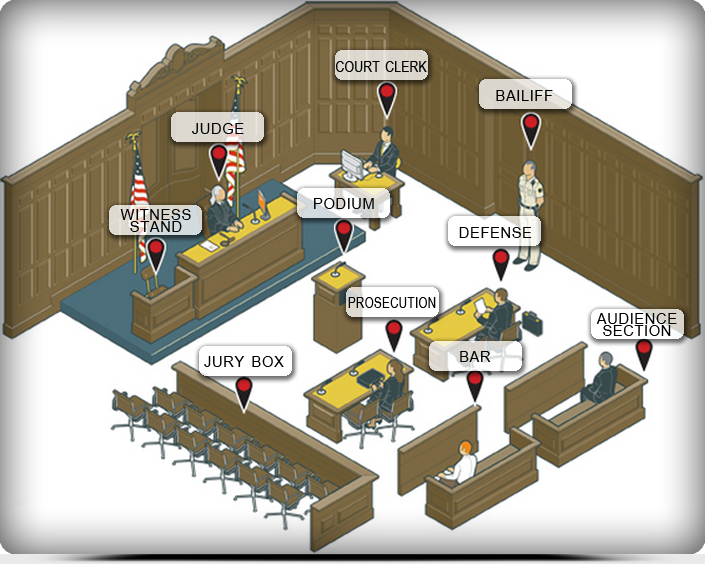 COURT CLERK
BAILIFF
JUDGE
PODIUM
WITNESS
STAND
DEFENSE
PROSECUTION
AUDIENCE
SECTION
JURY BOX
BAR